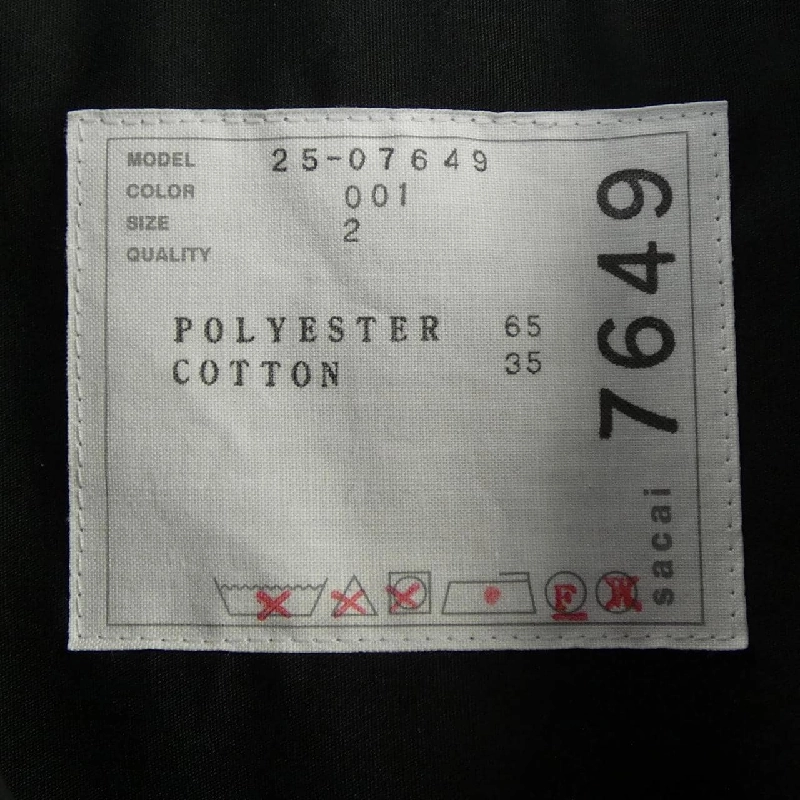 MODEL 25-07649
COLOR 001
SIZE 2
QUALITY
POLYESTER 65
COTTON 35
F W
sacai 7649